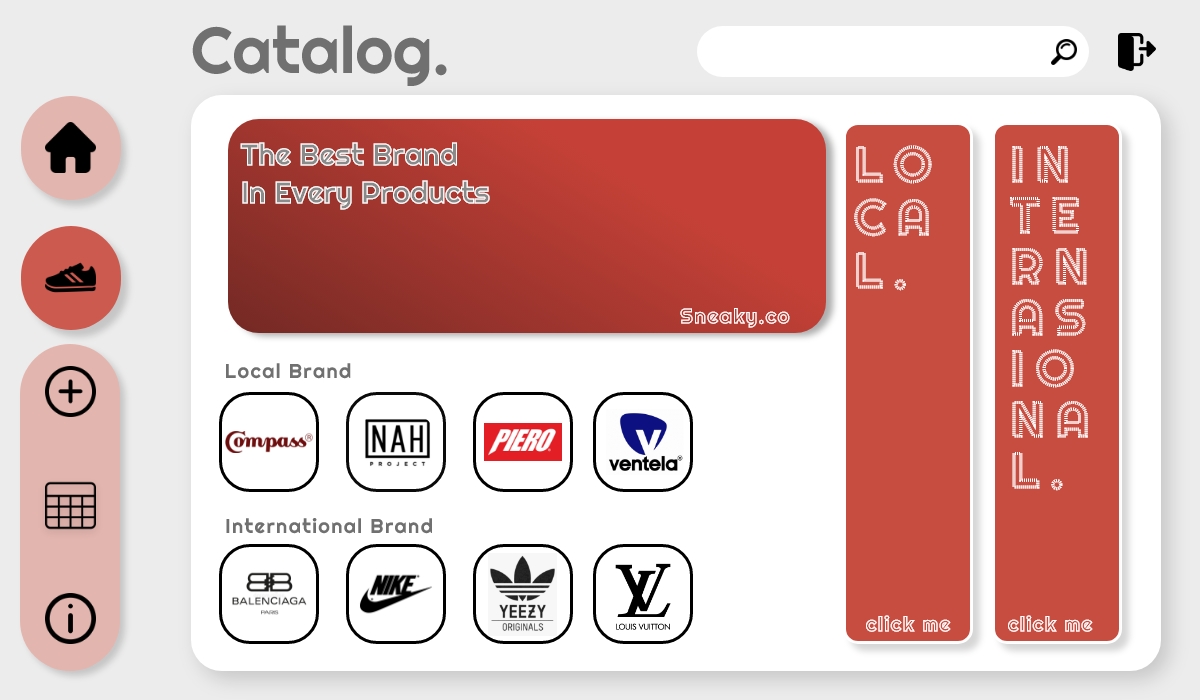 Catalog.
The Best Brand
In Every Products
Sneaky.co
LO
CA
L.
click me
IN
TE
RN
AS
IO
NA
L.
click me
Local Brand
Compass®
NAH
PROJECT
PIERO
ventela®
International Brand
BALENCIAGA
PARIS
NIKE
YEEZY
ORIGINALS
LV
LOUIS VUITTON